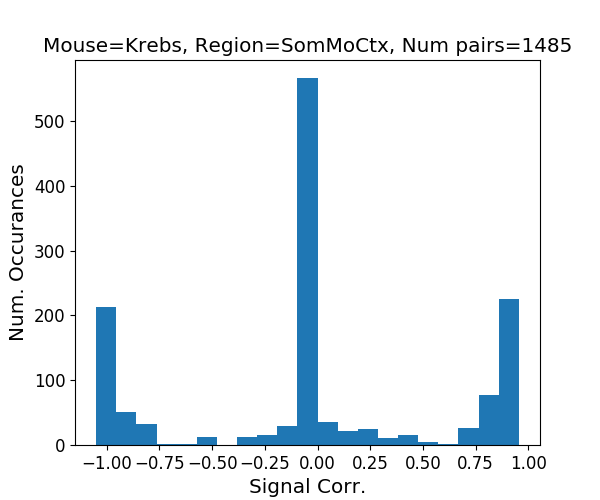 Mouse=Krebs, Region=SomMoCtx, Num pairs=1485
Num. Occurances
500
400
300
200
100
0
−1.00 −0.75 −0.50 −0.25 0.00 0.25 0.50 0.75 1.00
Signal Corr.